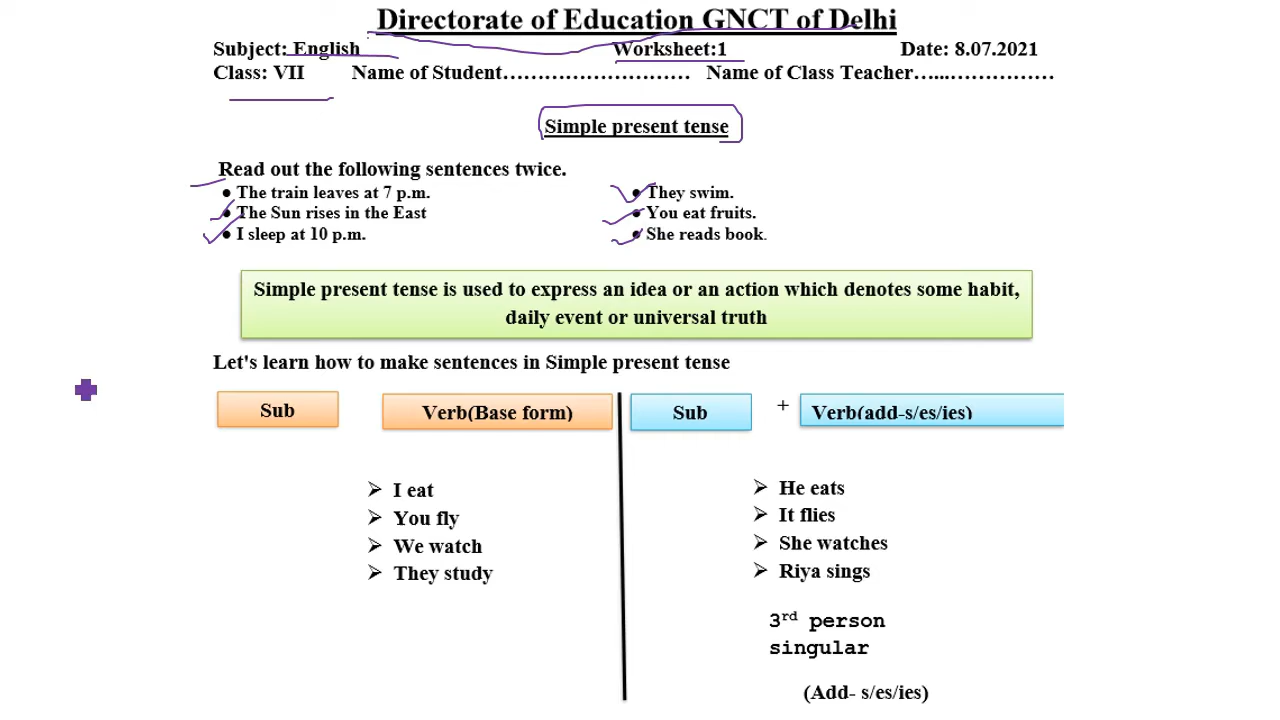 Directorate of Education GNCT of Delhi
Subject: English Worksheet:1 Date: 8.07.2021
Class: VII Name of Student........................... Name of Class Teacher.....................
Simple present tense
Read out the following sentences twice.
• The train leaves at 7 p.m. • They swim.
• The Sun rises in the East • You eat fruits.
• I sleep at 10 p.m. • She reads book.
Simple present tense is used to express an idea or an action which denotes some habit,
daily event or universal truth
Let's learn how to make sentences in Simple present tense
Sub Verb(Base form) Sub + Verb(add-s/es/ies)
➢ I eat
➢ You fly
➢ We watch
➢ They study
➢ He eats
➢ It flies
➢ She watches
➢ Riya sings
3rd person
singular
(Add- s/es/ies)